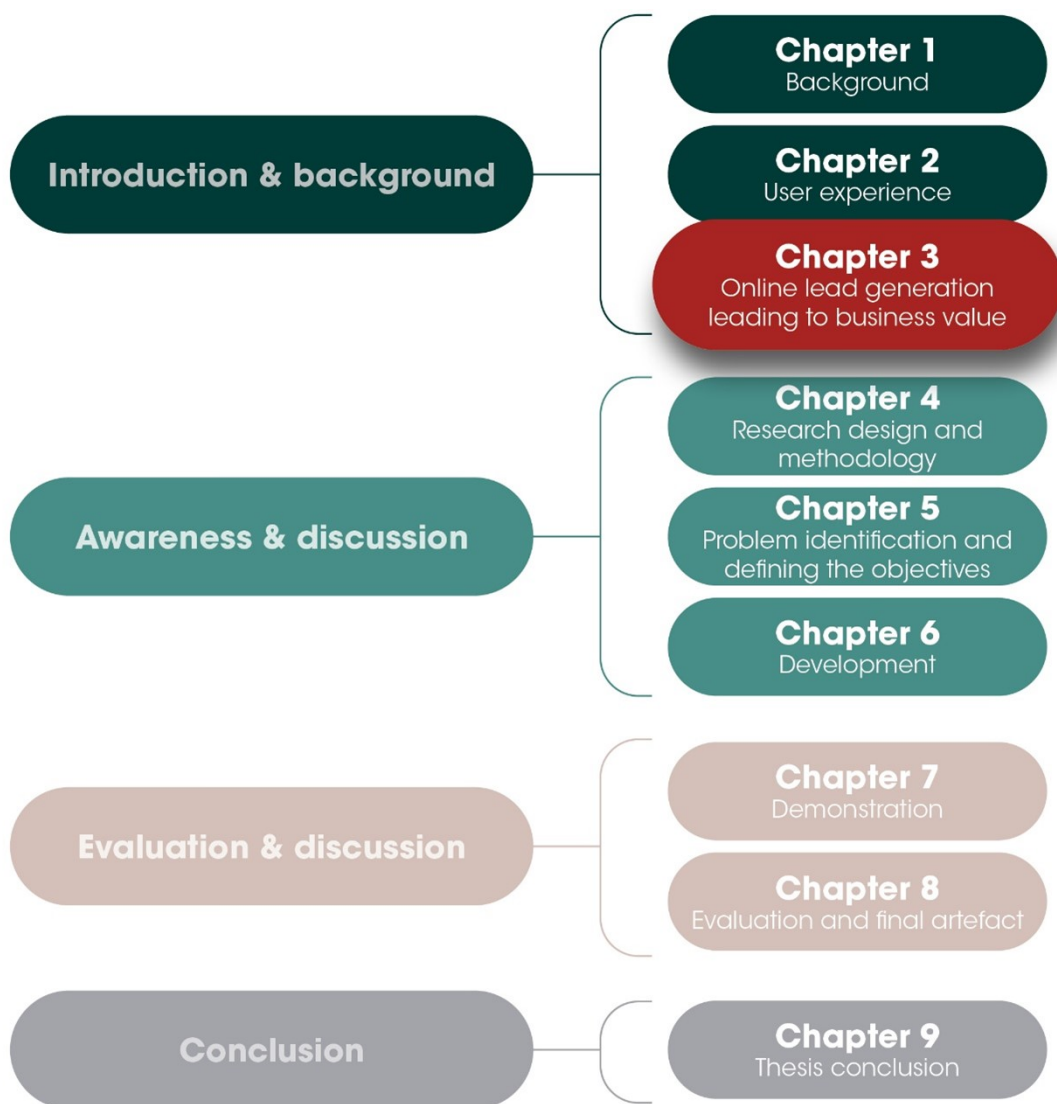 Introduction & background
Chapter 1
Background
Chapter 2
User experience
Chapter 3
Online lead generation
leading to business value
Awareness & discussion
Chapter 4
Research design and
methodology
Chapter 5
Problem identification and
defining the objectives
Chapter 6
Development
Evaluation & discussion
Chapter 7
Demonstration
Chapter 8
Evaluation and final artefact
Conclusion
Chapter 9
Thesis conclusion